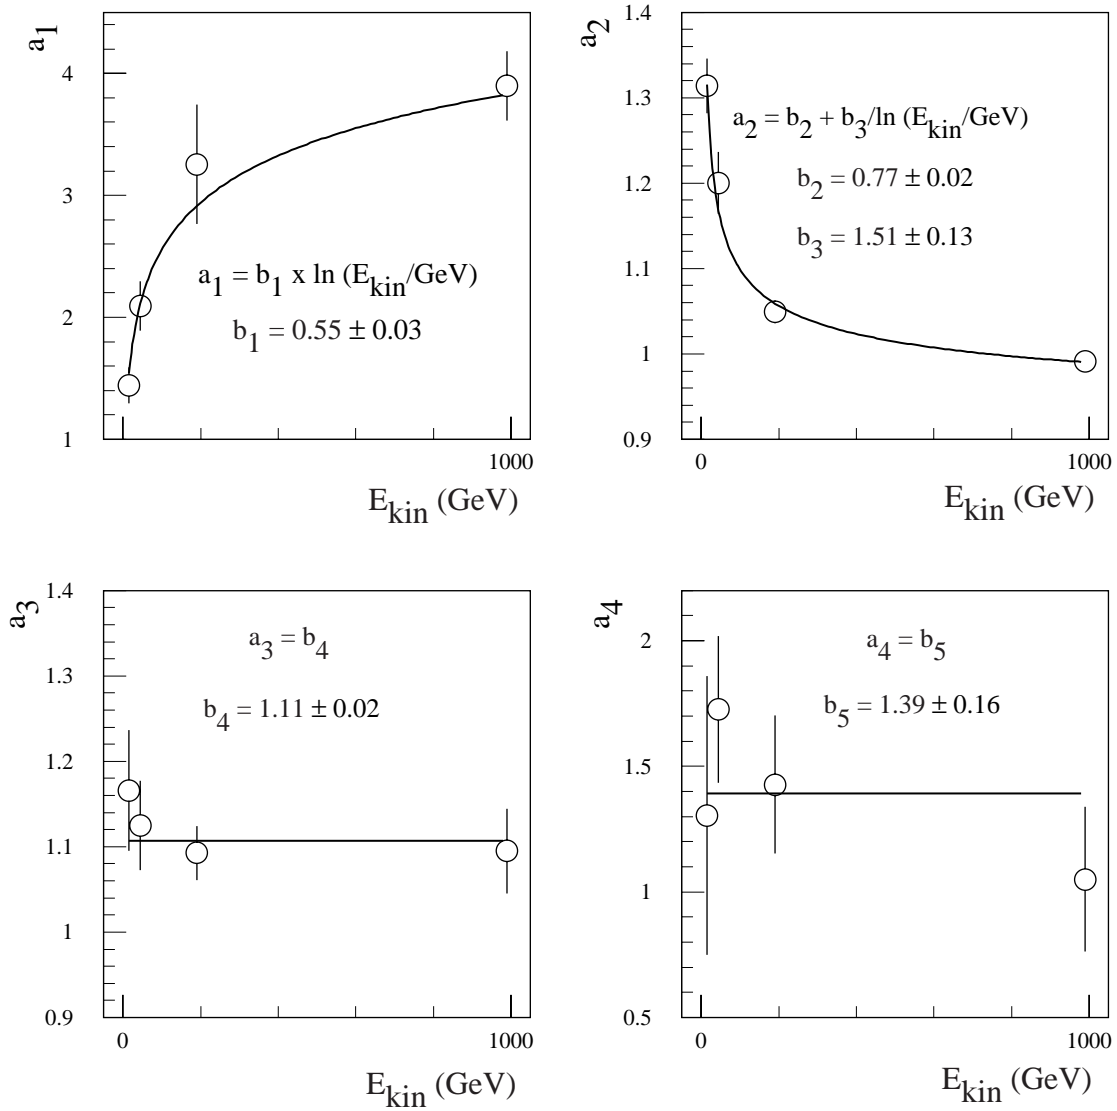 a1
4
3
2
1
a1 = b1 x ln (Ekin/GeV)
b1 = 0.55 ± 0.03
0 1000
Ekin (GeV)
a2
1.4
1.3
1.2
1.1
1
0.9
a2 = b2 + b3/ln (Ekin/GeV)
b2 = 0.77 ± 0.02
b3 = 1.51 ± 0.13
0 1000
Ekin (GeV)
a3
1.4
1.3
1.2
1.1
1
0.9
a3 = b4
b4 = 1.11 ± 0.02
0 1000
Ekin (GeV)
a4
2
1.5
1
0.5
a4 = b5
b5 = 1.39 ± 0.16
0 1000
Ekin (GeV)